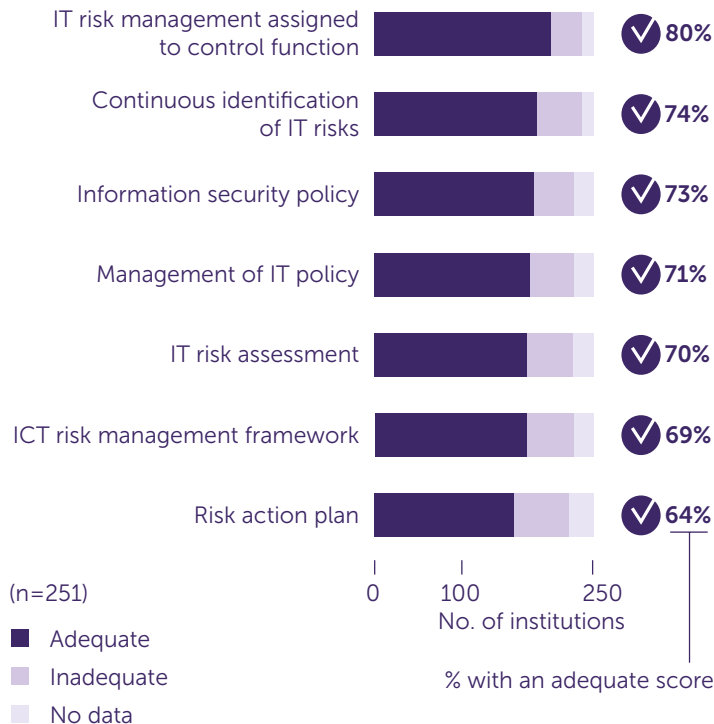 IT risk management assigned
to control function
80%
Continuous identification
of IT risks
74%
Information security policy
73%
Management of IT policy
71%
IT risk assessment
70%
ICT risk management framework
69%
Risk action plan
64%
(n=251)
0 100 250
No. of institutions
Adequate
Inadequate
No data
% with an adequate score